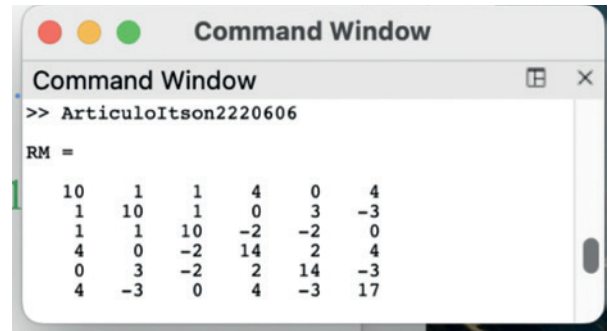 Command Window
Command Window
>> ArticuloItson2220606
RM =
10 1 1 4 0 4
1 10 1 0 3 -3
1 1 10 -2 -2 0
4 0 -2 14 2 4
0 3 -2 2 14 -3
4 -3 0 4 -3 17